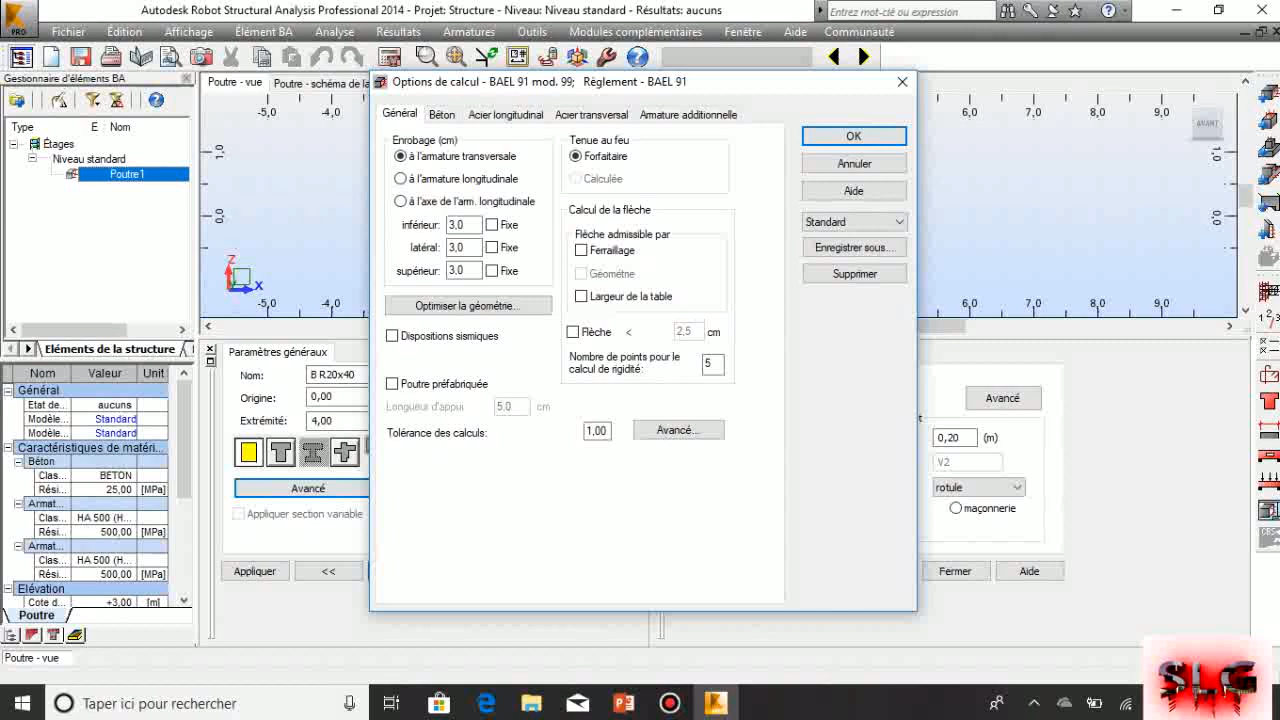 Autodesk Robot Structural Analysis Professional 2014 - Projet: Structure - Niveau: Niveau standard - Résultats: aucuns
Entrez mot-clé ou expression
PRO
Fichier Edition Affichage Elément BA Analyse Résultats Armatures Outils Modules complémentaires Fenêtre Aide Communauté
Gestionnaire d'éléments BA
Type E Nom
Étages
Niveau standard
Poutre1
Eléments de la structure
Nom Valeur Unit
Général
Etat de... aucuns
Modèle... Standard
Modèle... Standard
Caractéristiques de matéri...
Béton
Clas... BETON
Rési... 25,00 [MPa]
Armat...
Clas... HA 500 (H...
Rési... 500,00 [MPa]
Armat...
Clas... HA 500 (H...
Rési... 500,00 [MPa]
Elévation
Cote d... +3,00 [m]
Poutre
Poutre - vue
Poutre - vue Poutre - schéma de la
-5,0 -4,0
1,0
0,0
Z
X
-5,0 -4,0
AVANT
1,0
0,0
6,0 7,0 8,0 9,0
Paramètres généraux
Nom: B R20x40
Origine: 0,00
Extrémité: 4,00
Avancé
Appliquer section variable
Appliquer <<
Options de calcul - BAEL 91 mod. 99; Règlement - BAEL 91
Général Béton Acier longitudinal Acier transversal Armature additionnelle
Enrobage (cm)
à l'armature transversale
à l'armature longitudinale
à l'axe de l'arm. longitudinale
inférieur: 3,0 Fixe
latéral: 3,0 Fixe
supérieur: 3,0 Fixe
Optimiser la géométrie...
Dispositions sismiques
Poutre préfabriquée
Longueur d'appui 5,0 cm
Tolérance des calculs: 1,00 Avancé...
Tenue au feu
Forfaitaire
Calculée
Calcul de la flèche
Flèche admissible par
Ferraillage
Géométrie
Largeur de la table
Flèche < 2,5 cm
Nombre de points pour le
calcul de rigidité: 5
OK
Annuler
Aide
Standard
Enregistrer sous...
Supprimer
Avancé
0,20 (m)
V2
rotule
maçonnerie
Fermer Aide
Taper ici pour rechercher
SLG